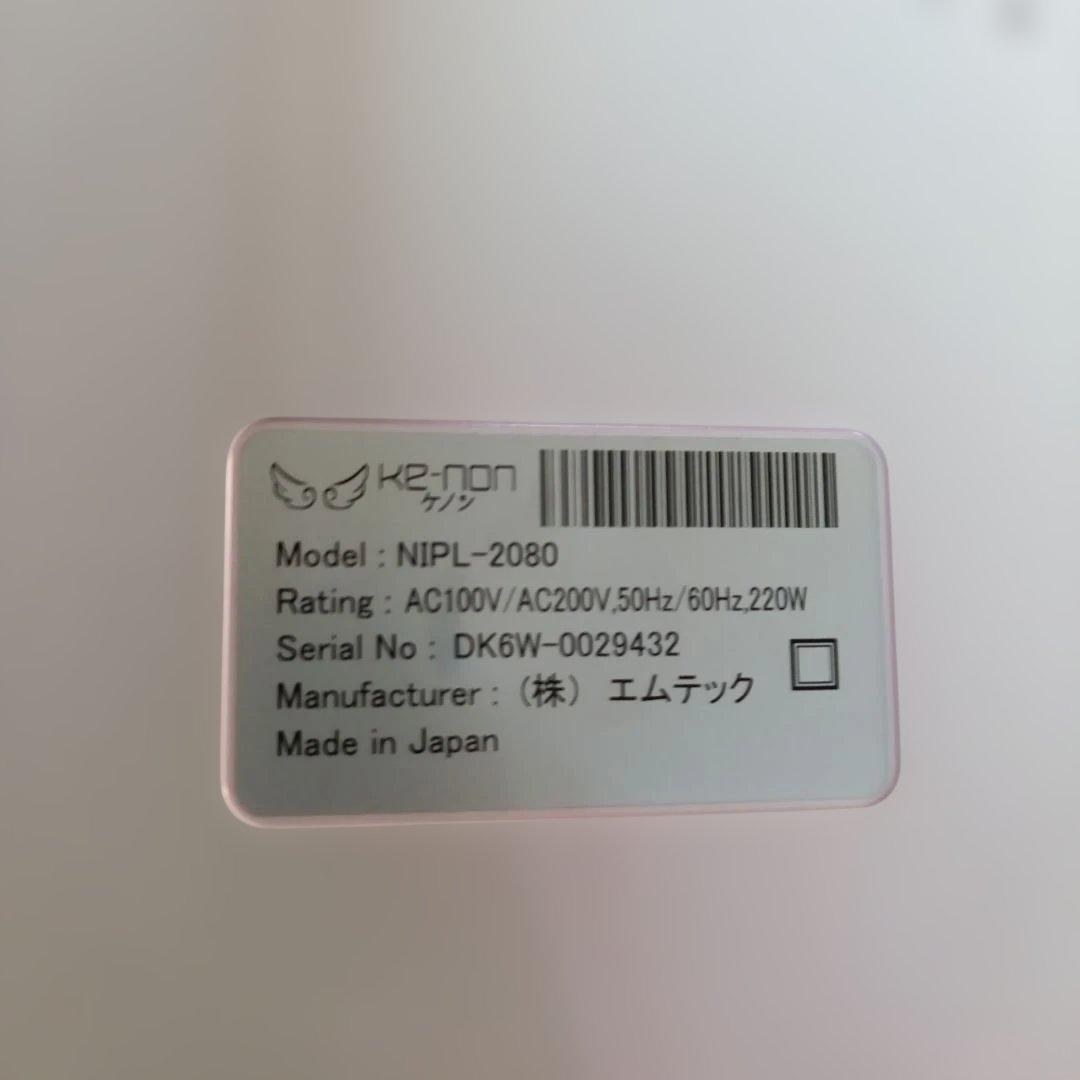 Ke-non
ケノン
Model : NIPL-2080
Rating : AC100V/AC200V,50Hz/60Hz,220W
Serial No : DK6W-0029432
Manufacturer : (株) エムテック
Made in Japan